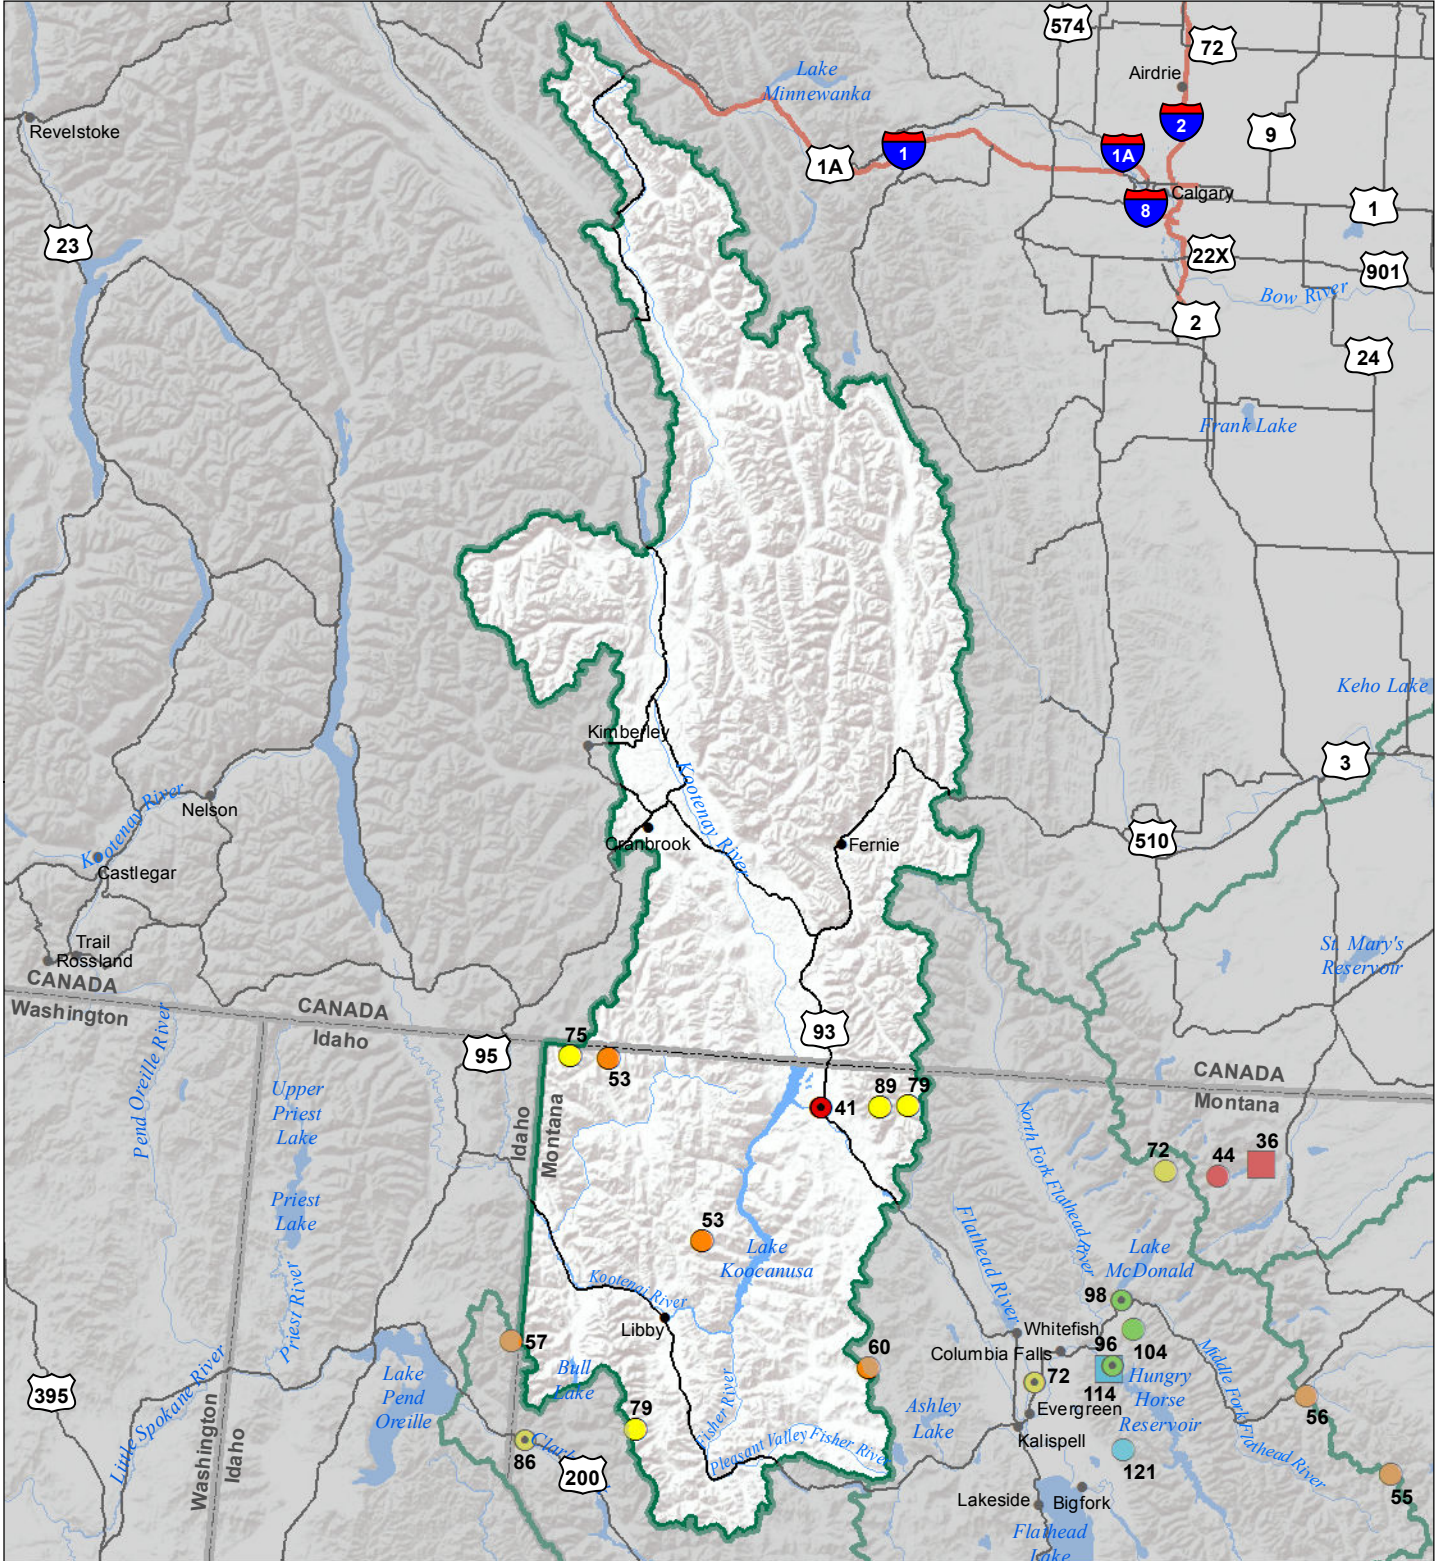 574
72
Airdrie
Lake
Minnewanka
Revelstoke
2
9
1A
1
1A
Calgary
8
1
23
22X
901
Bow River
2
24
Frank Lake
Keho Lake
Kimberley
3
Kootenay River
Nelson
Kootenay River
510
Cranbrook
Fernie
Castlegar
Trail
Rossland
St. Mary's
Reservoir
CANADA
Washington
CANADA
Idaho
93
75
95
53
CANADA
Montana
Pend Oreille River
Upper
Priest
Lake
89
79
41
Idaho
Montana
North Fork Flathead River
72
44
36
Priest
Lake
53
Lake
Koocanusa
Flathead River
Lake
McDonald
Kootenai River
98
Priest River
Libby
Whitefish
57
Columbia Falls
96
104
60
Bull
Lake
72
114
Hungry
Horse
Reservoir
Middle Fork Flathead River
Lake
Pend
Oreille
395
Little Spokane River
Washington
Idaho
79
Fisher River
Ashley
Lake
Evergreen
56
Kalispell
Clark
86
200
Pleasant Valley Fisher River
121
55
Lakeside
Bigfork
Flathead
Lake